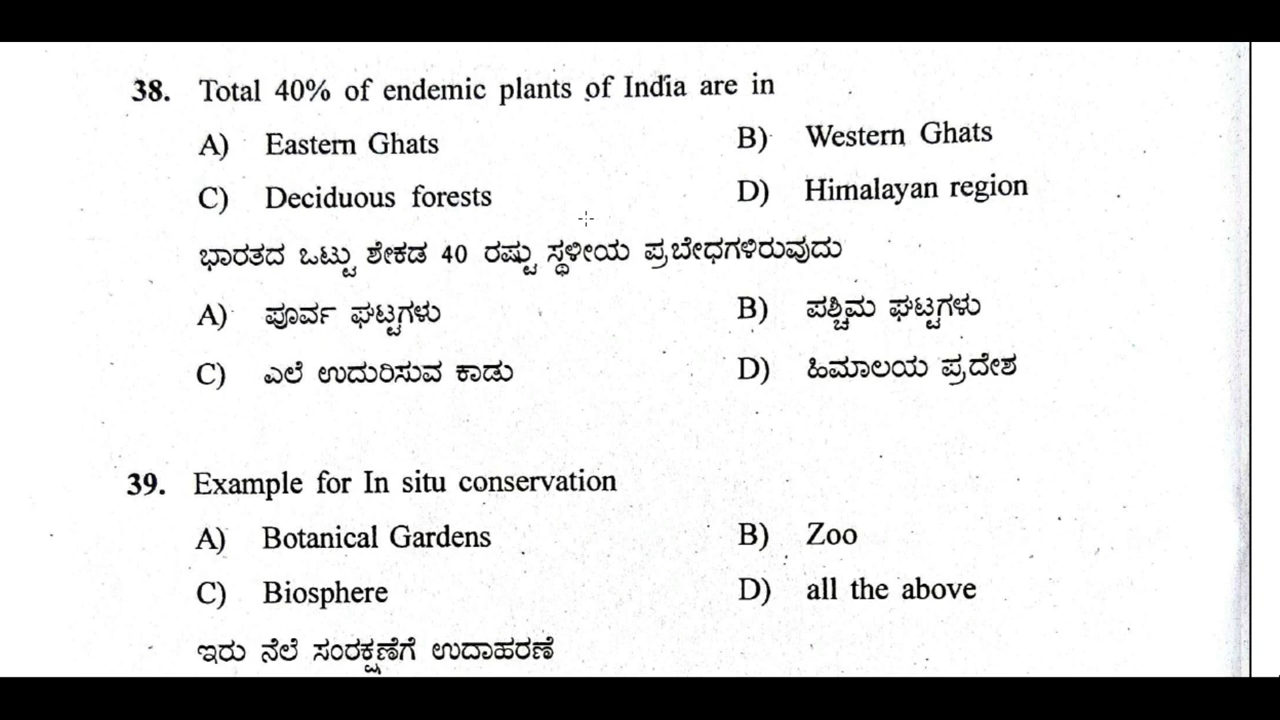 38. Total 40% of endemic plants of India are in
A) Eastern Ghats B) Western Ghats
C) Deciduous forests D) Himalayan region
ಭಾರತದ ಒಟ್ಟು ಶೇಕಡ 40 ರಷ್ಟು ಸ್ಥಳೀಯ ಪ್ರಬೇಧಗಳಿರುವುದು
A) ಪೂರ್ವ ಘಟ್ಟಗಳು B) ಪಶ್ಚಿಮ ಘಟ್ಟಗಳು
C) ಎಲೆ ಉದುರಿಸುವ ಕಾಡು D) ಹಿಮಾಲಯ ಪ್ರದೇಶ
39. Example for In situ conservation
A) Botanical Gardens B) Zoo
C) Biosphere D) all the above
ಇರು ನೆಲೆ ಸಂರಕ್ಷಣೆಗೆ ಉದಾಹರಣೆ